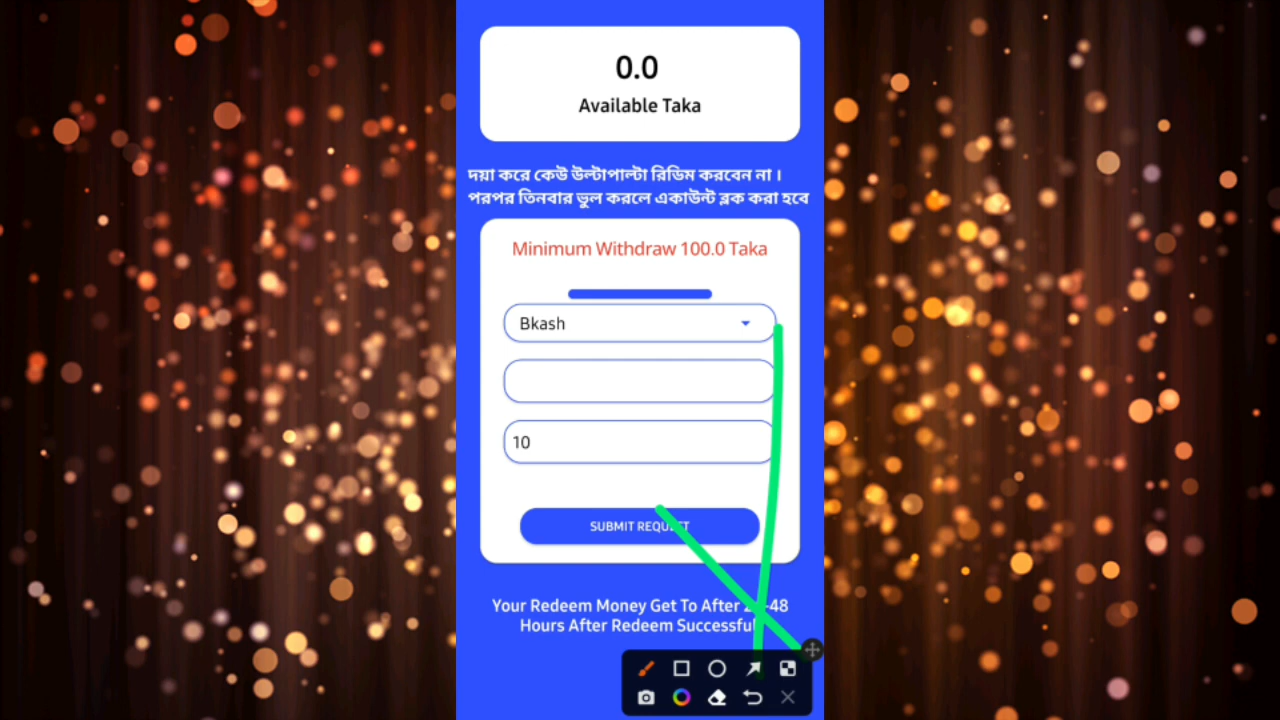 0.0
Available Taka
দয়া করে কেউ উল্টাপাল্টা রিডিম করবেন না ।
পরপর তিনবার ভুল করলে একাউন্ট ব্লক করা হবে
Minimum Withdraw 100.0 Taka
Bkash
10
SUBMIT REQUEST
Your Redeem Money Get To After -48
Hours After Redeem Successful